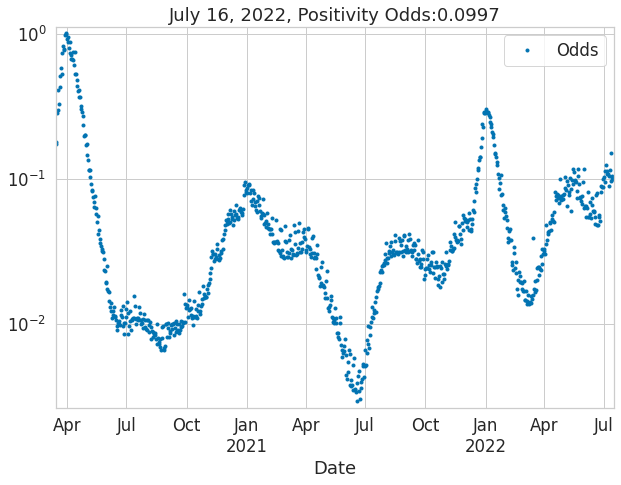 July 16, 2022, Positivity Odds:0.0997
Odds
10⁰
10⁻¹
10⁻²
Apr Jul Oct Jan Apr Jul Oct Jan Apr Jul
2021 2022
Date